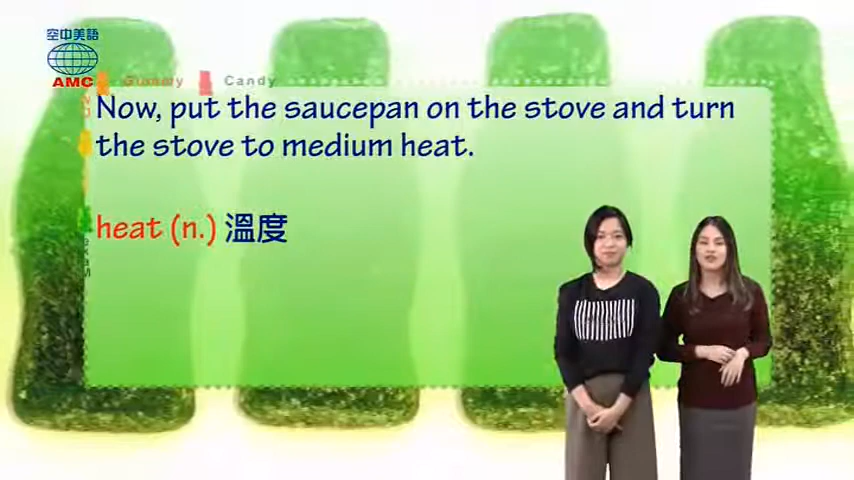 空中美語
AMC
Gummy Candy
Now, put the saucepan on the stove and turn
the stove to medium heat.
heat (n.) 溫度